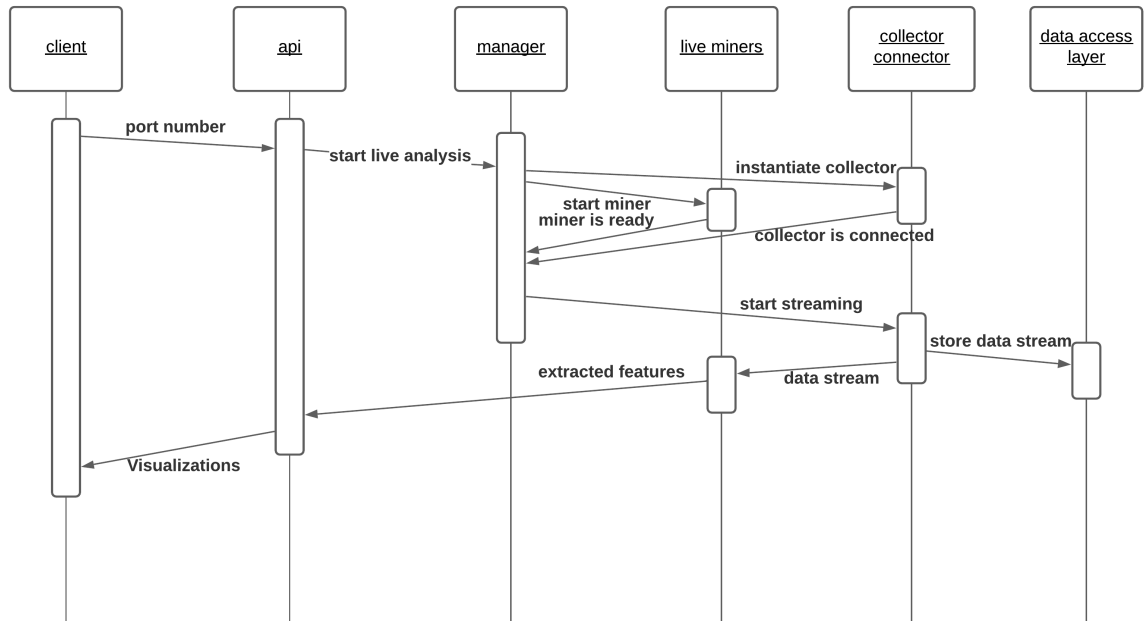 client
api
manager
live miners
collector
connector
data access
layer
port number
start live analysis
instantiate collector
start miner
miner is ready
collector is connected
start streaming
store data stream
extracted features
data stream
Visualizations